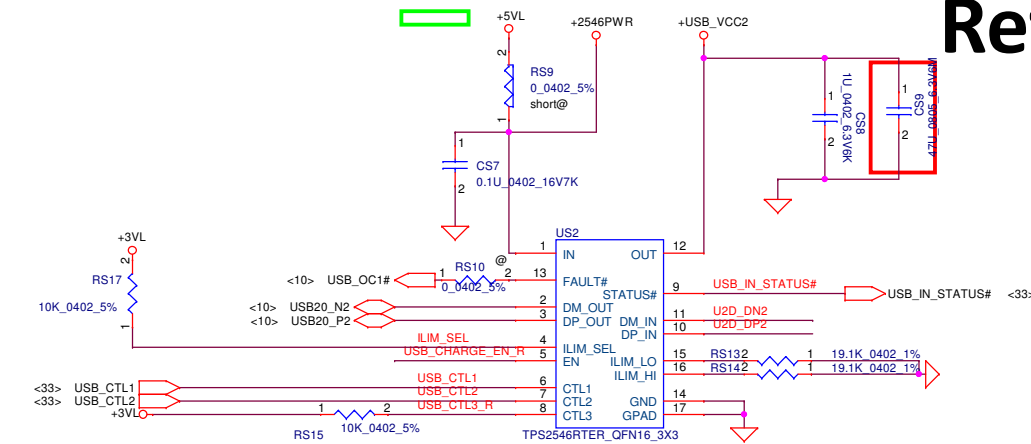 Re
+5VL
+2546PWR
+USB_VCC2
2
RS9
0_0402_5%
short@
1
1
CS7
2
0.1U_0402_16V7K
1
2
1U_0402_6.3V6K
CS8
1
2
CS9
47U_0805_6.3V6M
+3VL
2
RS17
10K_0402_5%
1
US2
1 IN OUT 12
@
<10> USB_OC1# 1 RS10 2 13 FAULT#
0_0402_5%
STATUS# 9 USB_IN_STATUS# USB_IN_STATUS# <33>
<10> USB20_N2 2 DM_OUT DM_IN 11 U2D_DN2
<10> USB20_P2 3 DP_OUT DP_IN 10 U2D_DP2
ILIM_SEL 4 ILIM_SEL
USB_CHARGE_EN_R 5 EN
ILIM_LO 15 RS13 2 1 19.1K_0402_1%
ILIM_HI 16 RS14 2 1 19.1K_0402_1%
<33> USB_CTL1 USB_CTL1 6 CTL1
<33> USB_CTL2 USB_CTL2 7 CTL2 GND 14
+3VL 1 2 USB_CTL3_R 8 CTL3 GPAD 17
RS15 10K_0402_5%
TPS2546RTER_QFN16_3X3